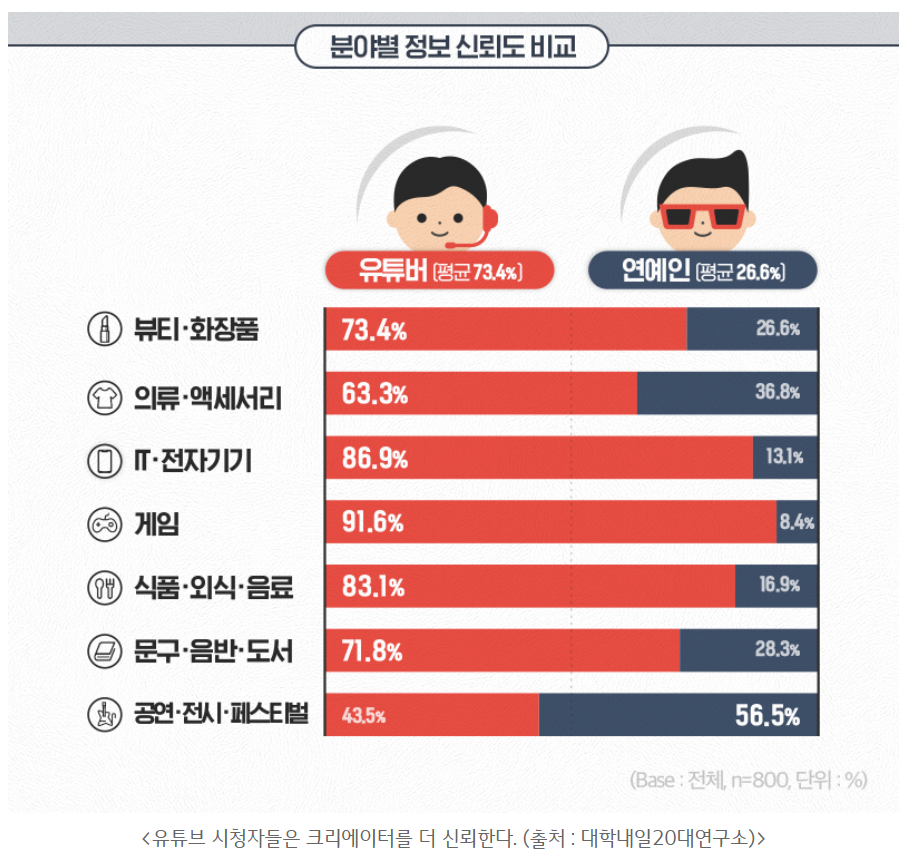 분야별 정보 신뢰도 비교
유튜버 (평균 73.4%) 연예인 (평균 26.6%)
뷰티·화장품 73.4% 26.6%
의류·액세서리 63.3% 36.8%
IT·전자기기 86.9% 13.1%
게임 91.6% 8.4%
식품·외식·음료 83.1% 16.9%
문구·음반·도서 71.8% 28.3%
공연·전시·페스티벌 43.5% 56.5%
(Base : 전체, n=800, 단위 : %)
<유튜브 시청자들은 크리에이터를 더 신뢰한다. (출처 : 대학내일20대연구소)>